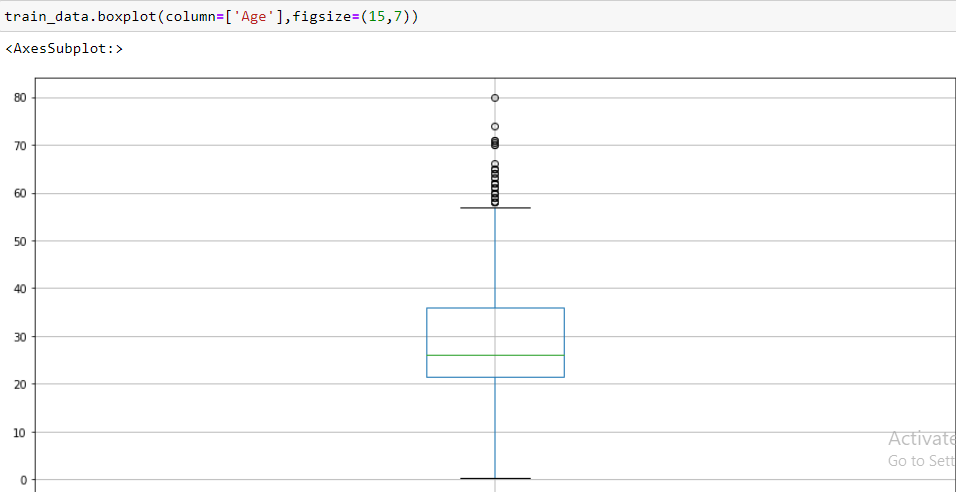 train_data.boxplot(column=['Age'],figsize=(15,7))
<AxesSubplot:>
80
70
60
50
40
30
20
10
0
Activate
Go to Sett